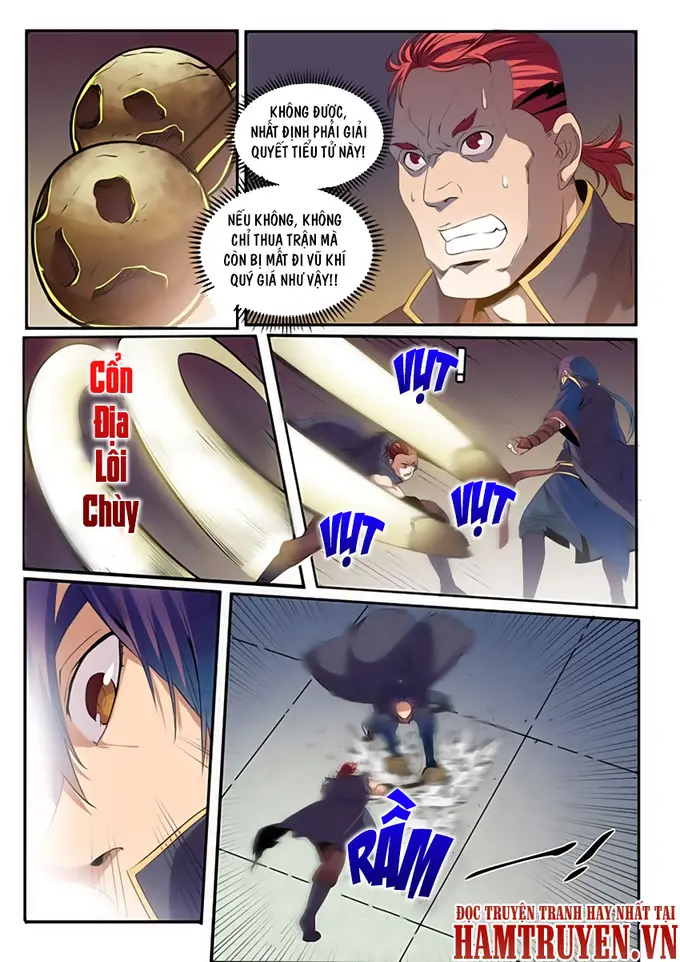 KHÔNG ĐƯỢC,
NHẤT ĐỊNH PHẢI GIẢI
QUYẾT TIỂU TỬ NÀY!
NẾU KHÔNG, KHÔNG
CHỈ THUA TRẬN MÀ
CÒN BỊ MẤT ĐI VŨ KHÍ
QUÝ GIÁ NHƯ VẬY!!
Cổn
Địa
Lôi
Chùy
VỤT
!
VỤT
VỤT
RẦM
ĐỌC TRUYỆN TRANH HAY NHẤT TẠI
HAMTRUYEN.VN